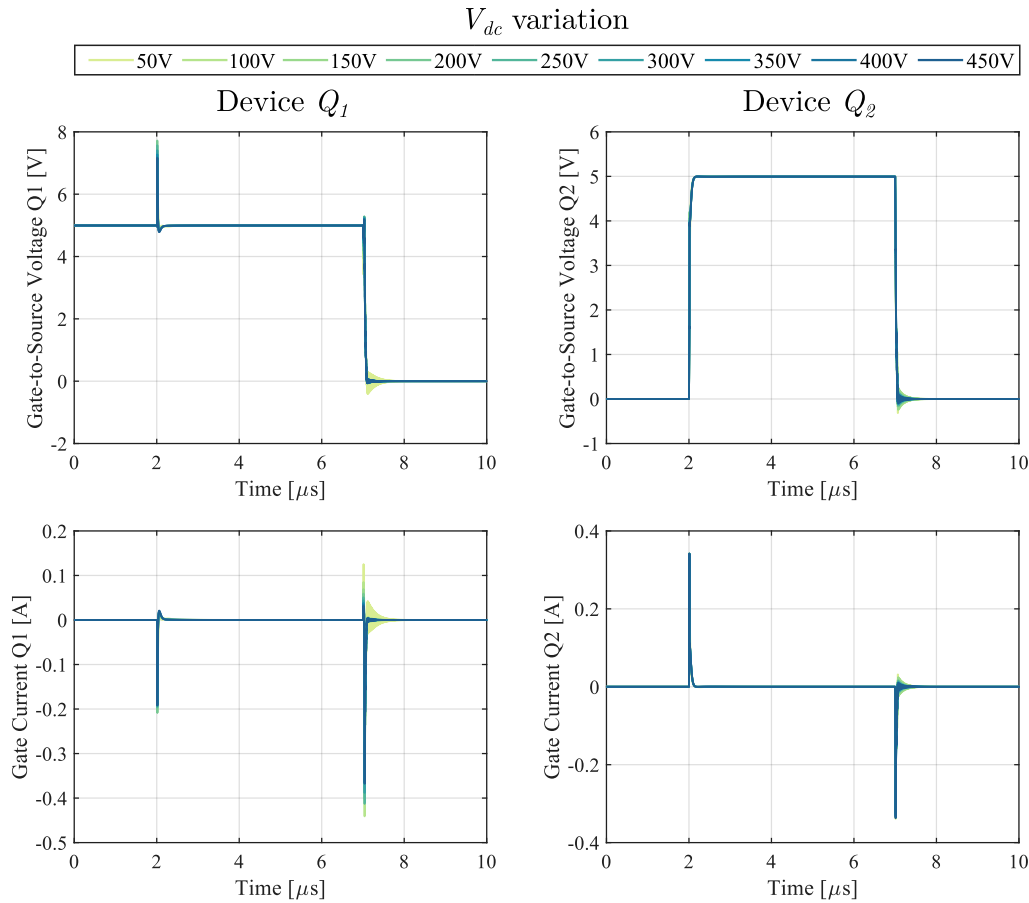 V_dc variation
50V 100V 150V 200V 250V 300V 350V 400V 450V
Device Q_1
Device Q_2
Gate-to-Source Voltage Q1 [V]
8
6
4
2
0
-2
0 2 4 6 8 10
Time [μs]
Gate-to-Source Voltage Q2 [V]
6
5
4
3
2
1
0
-1
0 2 4 6 8 10
Time [μs]
Gate Current Q1 [A]
0.2
0.1
0
-0.1
-0.2
-0.3
-0.4
-0.5
0 2 4 6 8 10
Time [μs]
Gate Current Q2 [A]
0.4
0.2
0
-0.2
-0.4
0 2 4 6 8 10
Time [μs]